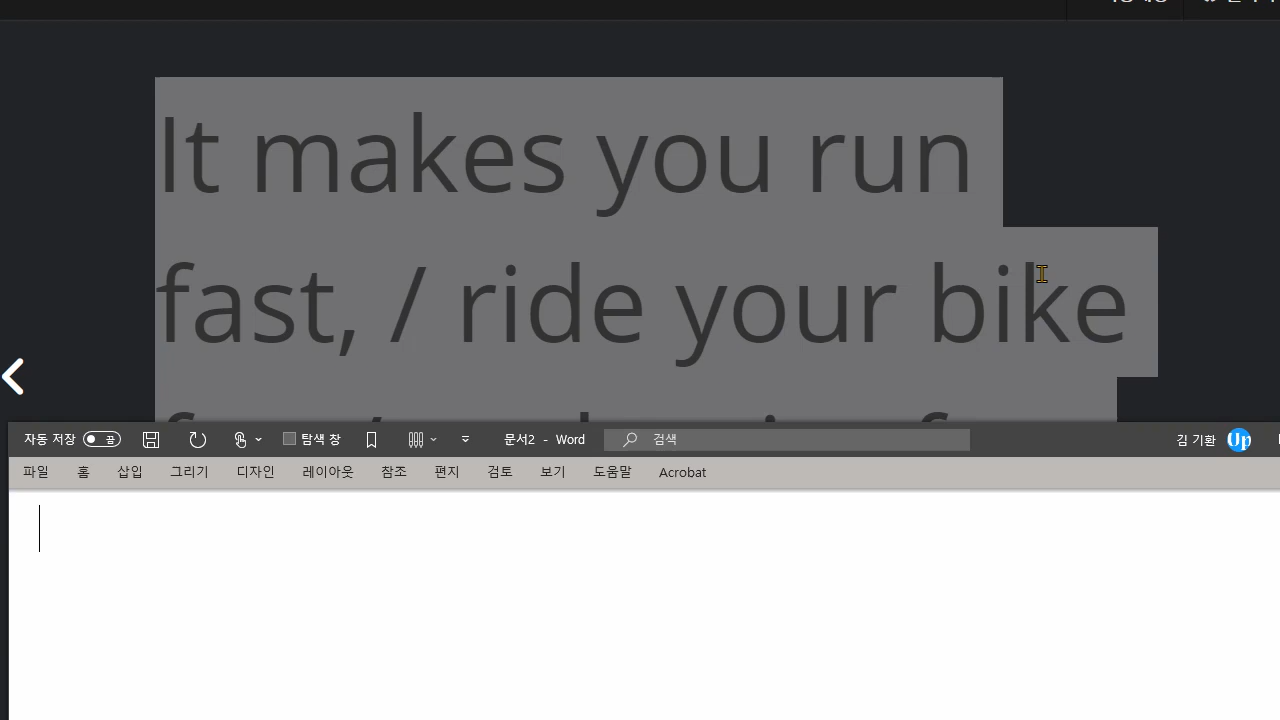 It makes you run
fast, / ride your bike
자동 저장 끔 탐색 창 문서2 - Word 검색 김 기환 Up
파일 홈 삽입 그리기 디자인 레이아웃 참조 편지 검토 보기 도움말 Acrobat